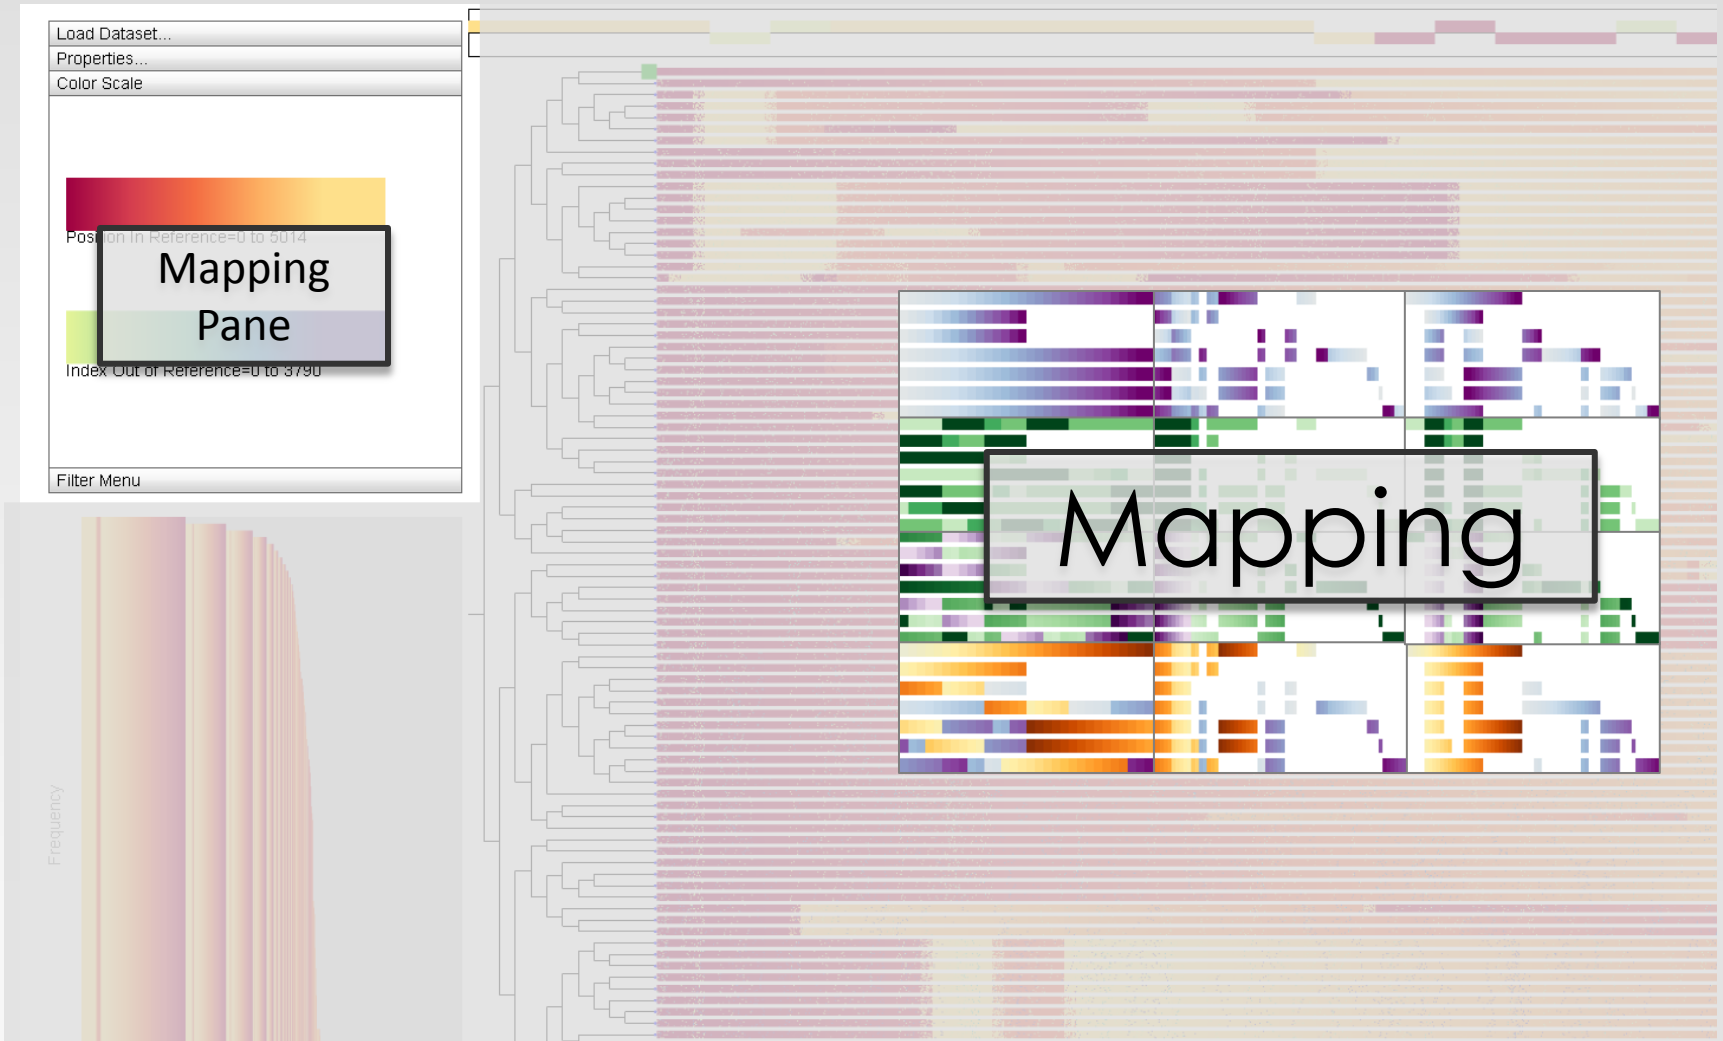 Load Dataset...
Properties...
Color Scale
Position In Reference=0 to 5014
Mapping
Pane
Index Out of Reference=0 to 3790
Filter Menu
Mapping
Frequency